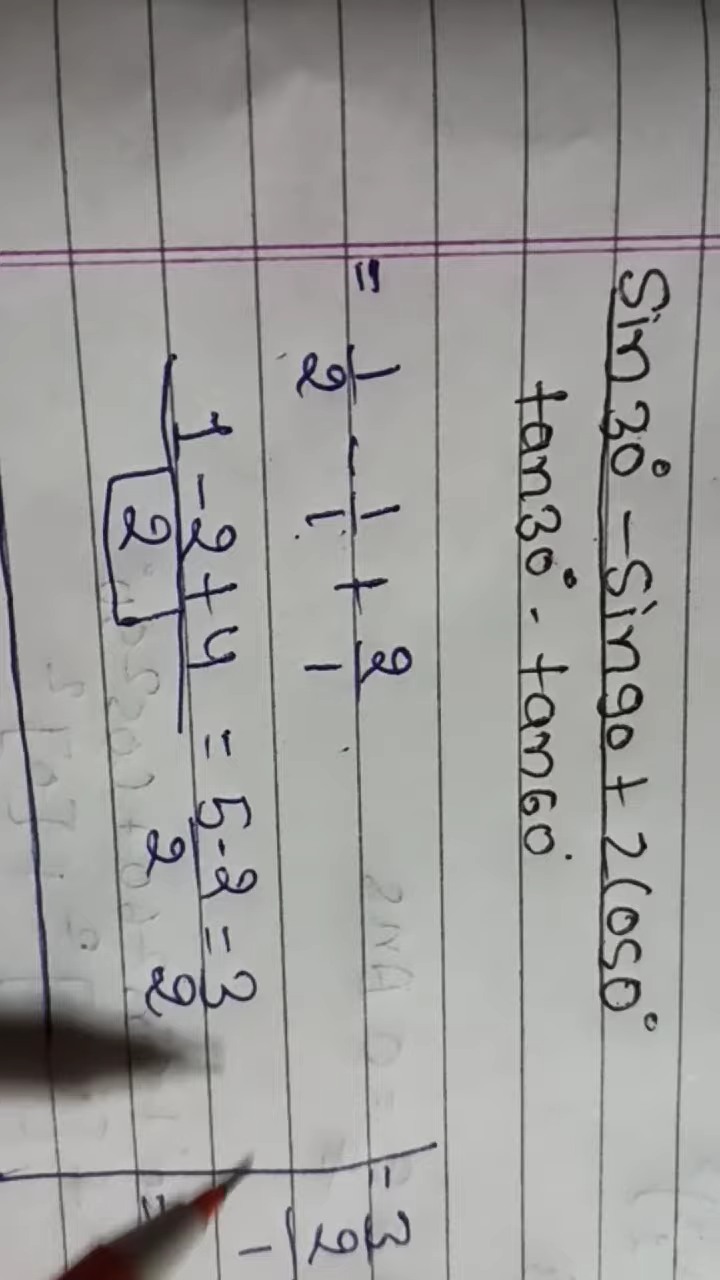 Sin30° - Sin90 + 2Cos0°
tan30° · tan60°
= 1/2 - 1/1 + 2/1
1 - 2 + 4 / 2 = 5-2 / 2 = 3/2
= 3/2 / 1
=